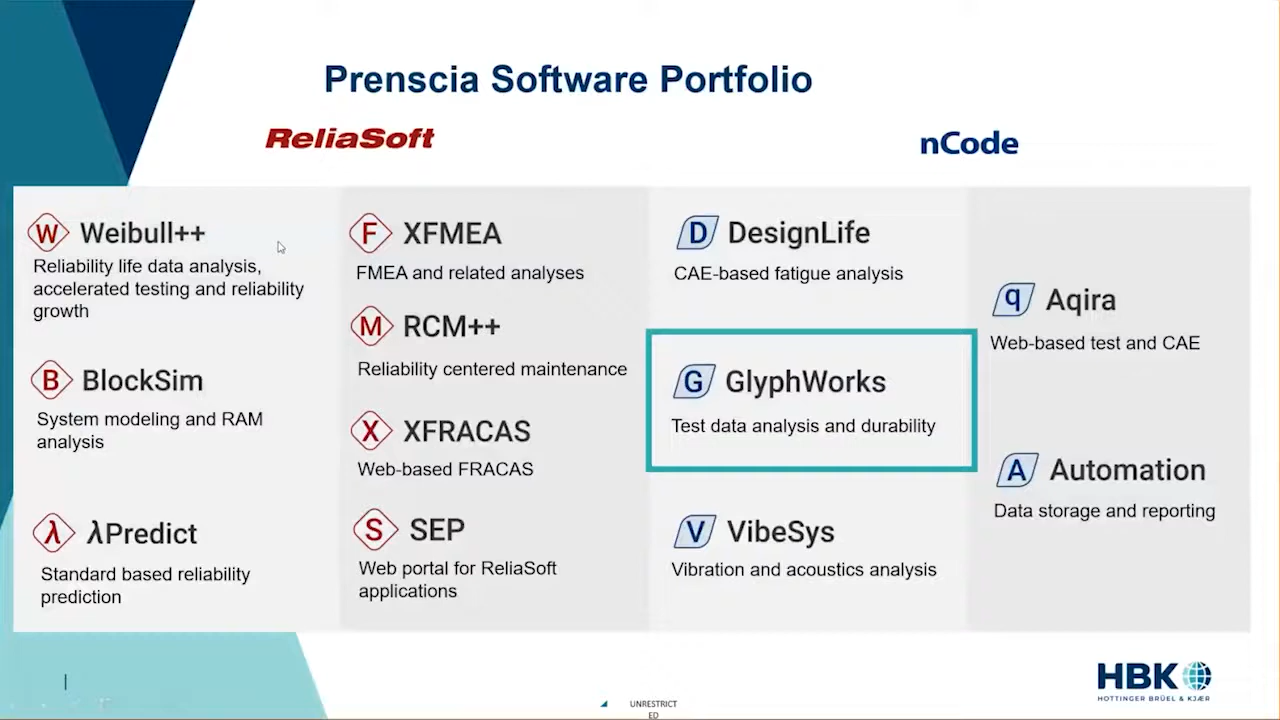 Prenscia Software Portfolio
ReliaSoft
nCode
W Weibull++
Reliability life data analysis,
accelerated testing and reliability
growth
B BlockSim
System modeling and RAM
analysis
λ λPredict
Standard based reliability
prediction
F XFMEA
FMEA and related analyses
M RCM++
Reliability centered maintenance
X XFRACAS
Web-based FRACAS
S SEP
Web portal for ReliaSoft
applications
D DesignLife
CAE-based fatigue analysis
G GlyphWorks
Test data analysis and durability
V VibeSys
Vibration and acoustics analysis
q Aqira
Web-based test and CAE
A Automation
Data storage and reporting
HBK
HOTTINGER BRÜEL & KJÆR
UNRESTRICT
ED